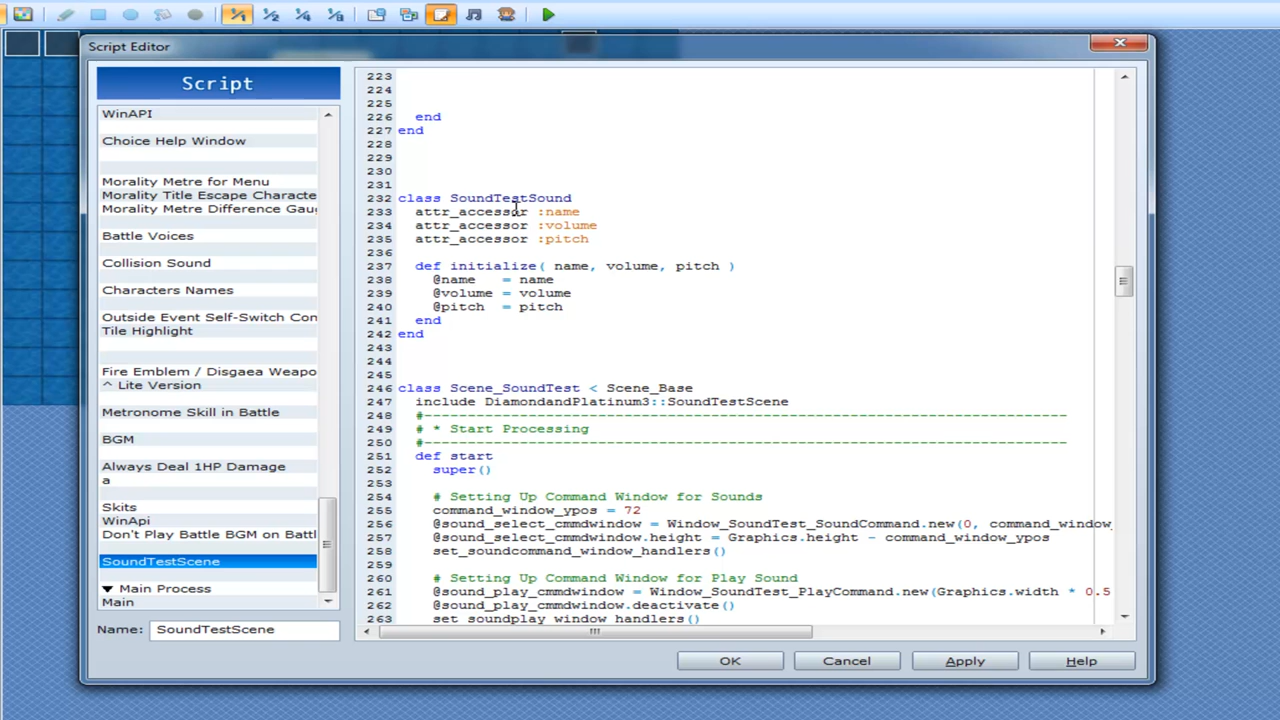 Script Editor
Script
WinAPI
Choice Help Window
Morality Metre for Menu
Morality Title Escape Characte
Morality Metre Difference Gau
Battle Voices
Collision Sound
Characters Names
Outside Event Self-Switch Con
Tile Highlight
Fire Emblem / Disgaea Weapo
^ Lite Version
Metronome Skill in Battle
BGM
Always Deal 1HP Damage
a
Skits
WinApi
Don't Play Battle BGM on Battl
SoundTestScene
▼ Main Process
Main
Name: SoundTestScene
223
224
225
226 end
227 end
228
229
230
231
232 class SoundTestSound
233 attr_accessor :name
234 attr_accessor :volume
235 attr_accessor :pitch
236
237 def initialize( name, volume, pitch )
238 @name = name
239 @volume = volume
240 @pitch = pitch
241 end
242 end
243
244
245
246 class Scene_SoundTest < Scene_Base
247 include DiamondandPlatinum3::SoundTestScene
248 #--------------------------------------------------------------------------
249 # * Start Processing
250 #--------------------------------------------------------------------------
251 def start
252 super()
253
254 # Setting Up Command Window for Sounds
255 command_window_ypos = 72
256 @sound_select_cmmdwindow = Window_SoundTest_SoundCommand.new(0, command_window_
257 @sound_select_cmmdwindow.height = Graphics.height - command_window_ypos
258 set_soundcommand_window_handlers()
259
260 # Setting Up Command Window for Play Sound
261 @sound_play_cmmdwindow = Window_SoundTest_PlayCommand.new(Graphics.width * 0.5
262 @sound_play_cmmdwindow.deactivate()
263 set_soundplay_window_handlers()
OK
Cancel
Apply
Help